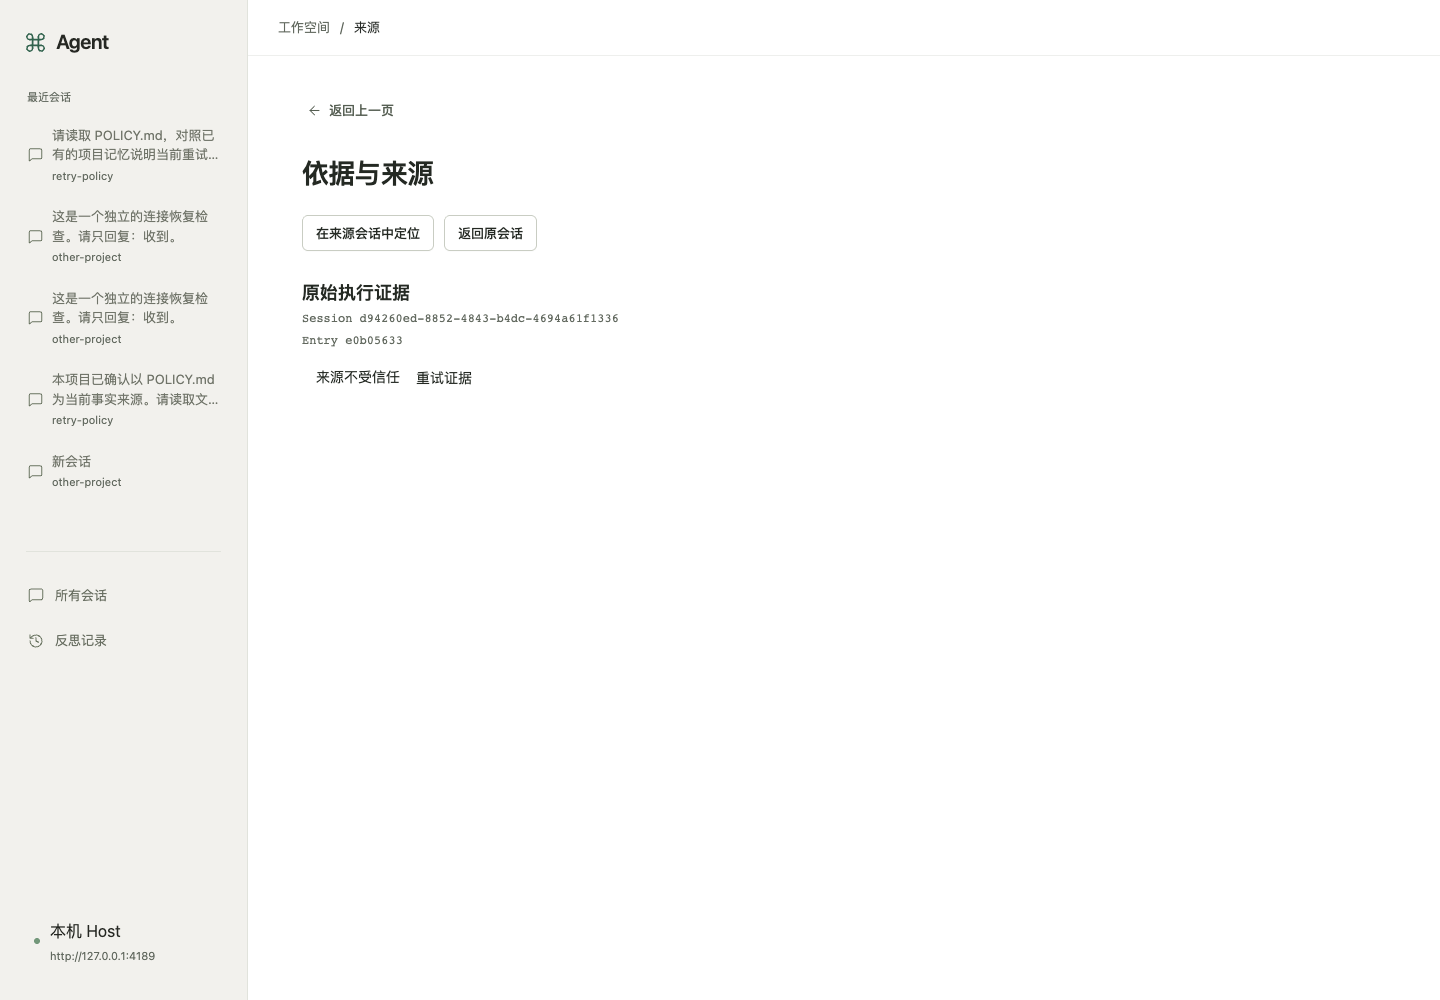 Agent
最近会话
请读取 POLICY.md，对照已
有的项目记忆说明当前重试...
retry-policy
这是一个独立的连接恢复检
查。请只回复：收到。
other-project
这是一个独立的连接恢复检
查。请只回复：收到。
other-project
本项目已确认以 POLICY.md
为当前事实来源。请读取文...
retry-policy
新会话
other-project
所有会话
反思记录
本机 Host
http://127.0.0.1:4189
工作空间 / 来源
返回上一页
依据与来源
在来源会话中定位 返回原会话
原始执行证据
Session d94260ed-8852-4843-b4dc-4694a61f1336
Entry e0b05633
来源不受信任 重试证据